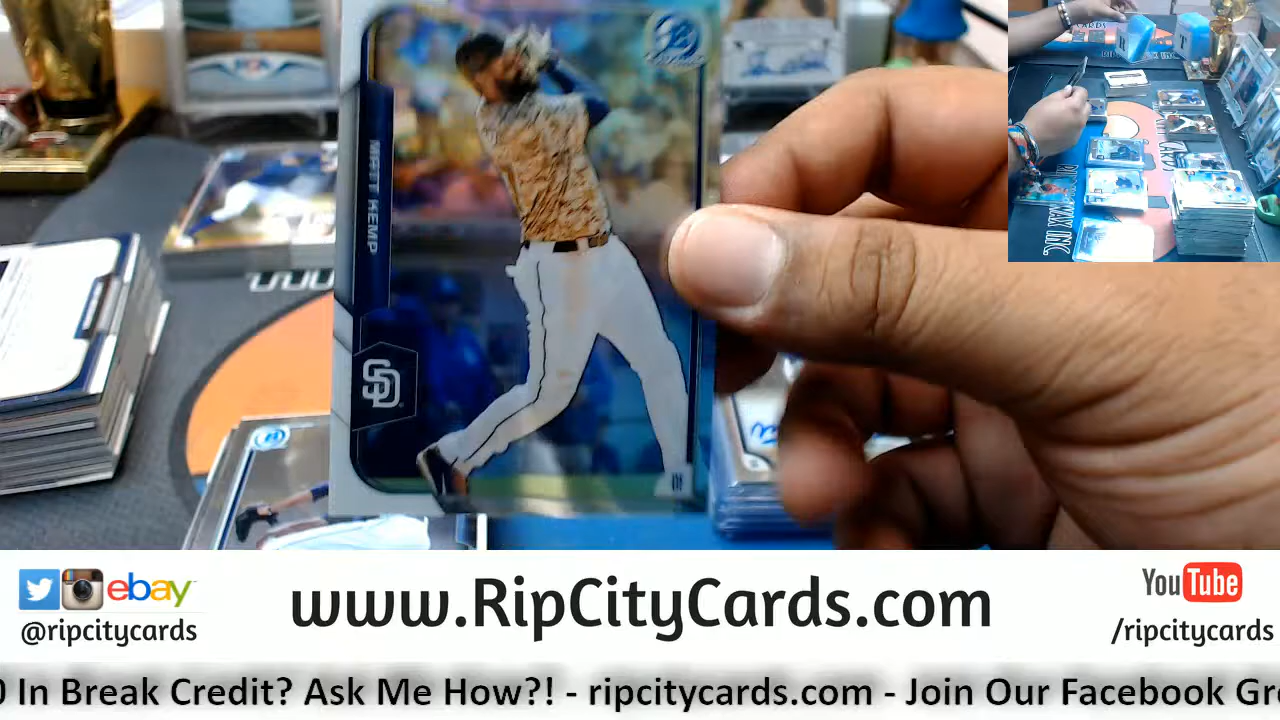 MATT KEMP
SD
B
ebay
@ripcitycards
www.RipCityCards.com
YouTube
/ripcitycards
0 In Break Credit? Ask Me How?! - ripcitycards.com - Join Our Facebook Gr